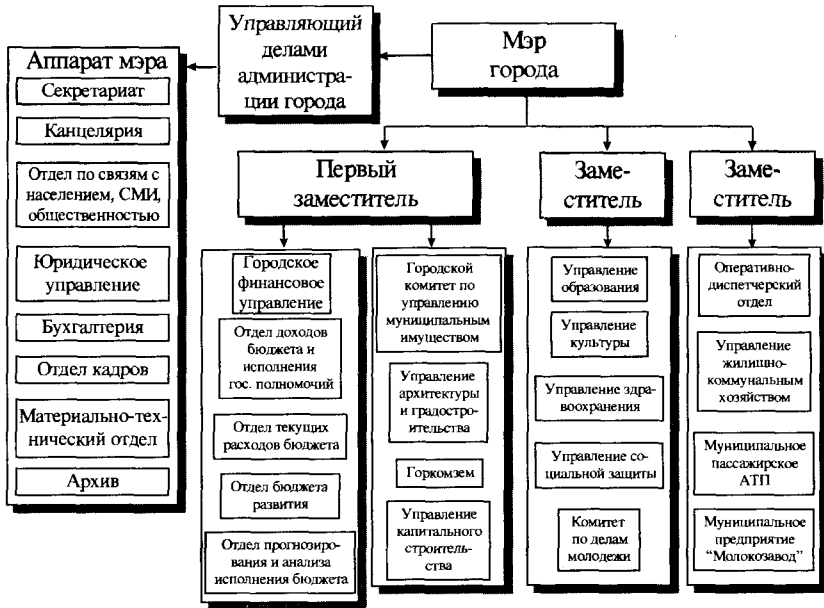 Управляющий
делами
администра-
ции города
Мэр
города
Аппарат мэра
Секретариат
Канцелярия
Отдел по связям с
населением, СМИ,
общественностью
Юридическое
управление
Бухгалтерия
Отдел кадров
Материально-тех-
нический отдел
Архив
Первый
заместитель
Городское
финансовое
управление
Отдел доходов
бюджета и
исполнения
гос. полномочий
Отдел текущих
расходов бюджета
Отдел бюджета
развития
Отдел прогнозиро-
вания и анализа
исполнения бюджета
Городской
комитет по
управлению
муниципальным
имуществом
Управление
архитектуры
и градострои-
тельства
Горкомзем
Управление
капитального
строитель-
ства
Заме-
ститель
Управление
образования
Управление
культуры
Управление здра-
воохранения
Управление со-
циальной защиты
Комитет
по делам
молодежи
Заме-
ститель
Оперативно-
диспетчерский
отдел
Управление
жилищно-
коммунальным
хозяйством
Муниципальное
пассажирское
АТП
Муниципальное
предприятие
“Молокозавод”